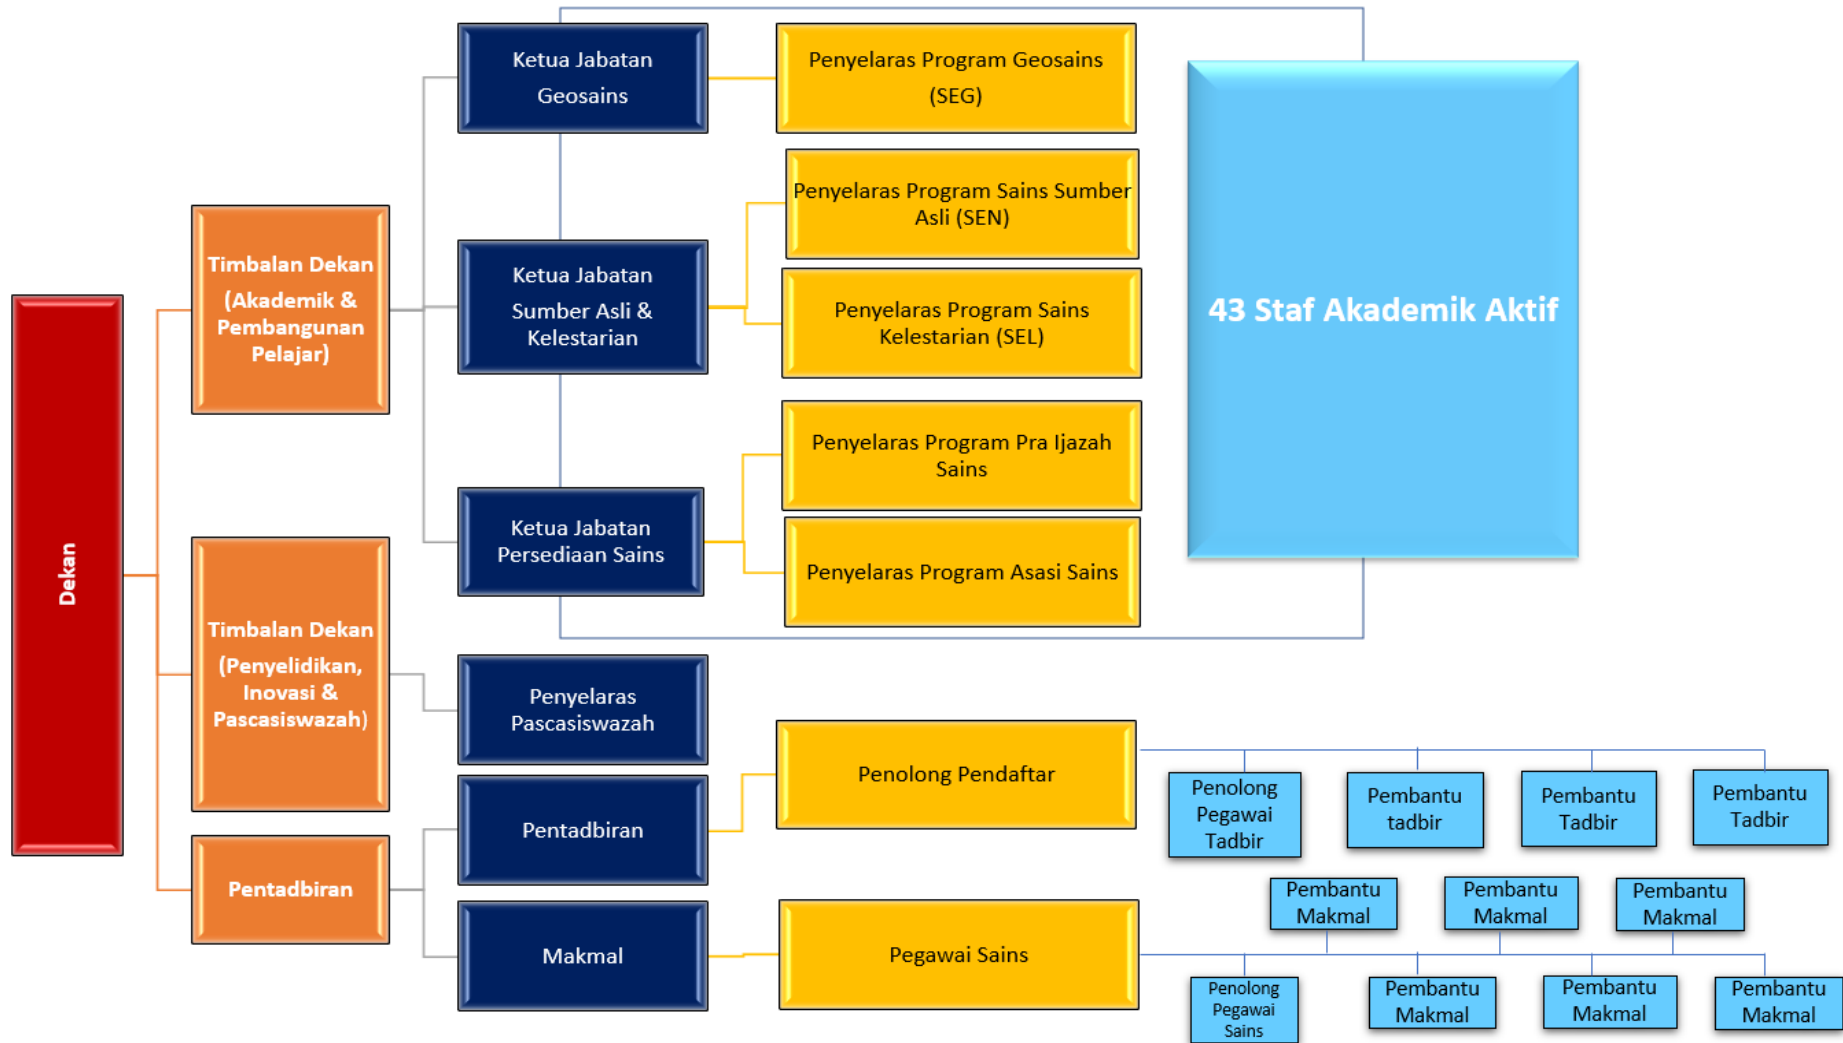 Dekan
Timbalan Dekan
(Akademik &
Pembangunan
Pelajar)
Timbalan Dekan
(Penyelidikan,
Inovasi &
Pascasiswazah)
Pentadbiran
Ketua Jabatan
Geosains
Ketua Jabatan
Sumber Asli &
Kelestarian
Ketua Jabatan
Persediaan Sains
Penyelaras
Pascasiswazah
Pentadbiran
Makmal
Penyelaras Program Geosains
(SEG)
Penyelaras Program Sains Sumber
Asli (SEN)
Penyelaras Program Sains
Kelestarian (SEL)
Penyelaras Program Pra Ijazah
Sains
Penyelaras Program Asasi Sains
Penolong Pendaftar
Pegawai Sains
43 Staf Akademik Aktif
Penolong
Pegawai
Tadbir
Pembantu
tadbir
Pembantu
Tadbir
Pembantu
Tadbir
Pembantu
Makmal
Pembantu
Makmal
Pembantu
Makmal
Penolong
Pegawai
Sains
Pembantu
Makmal
Pembantu
Makmal
Pembantu
Makmal